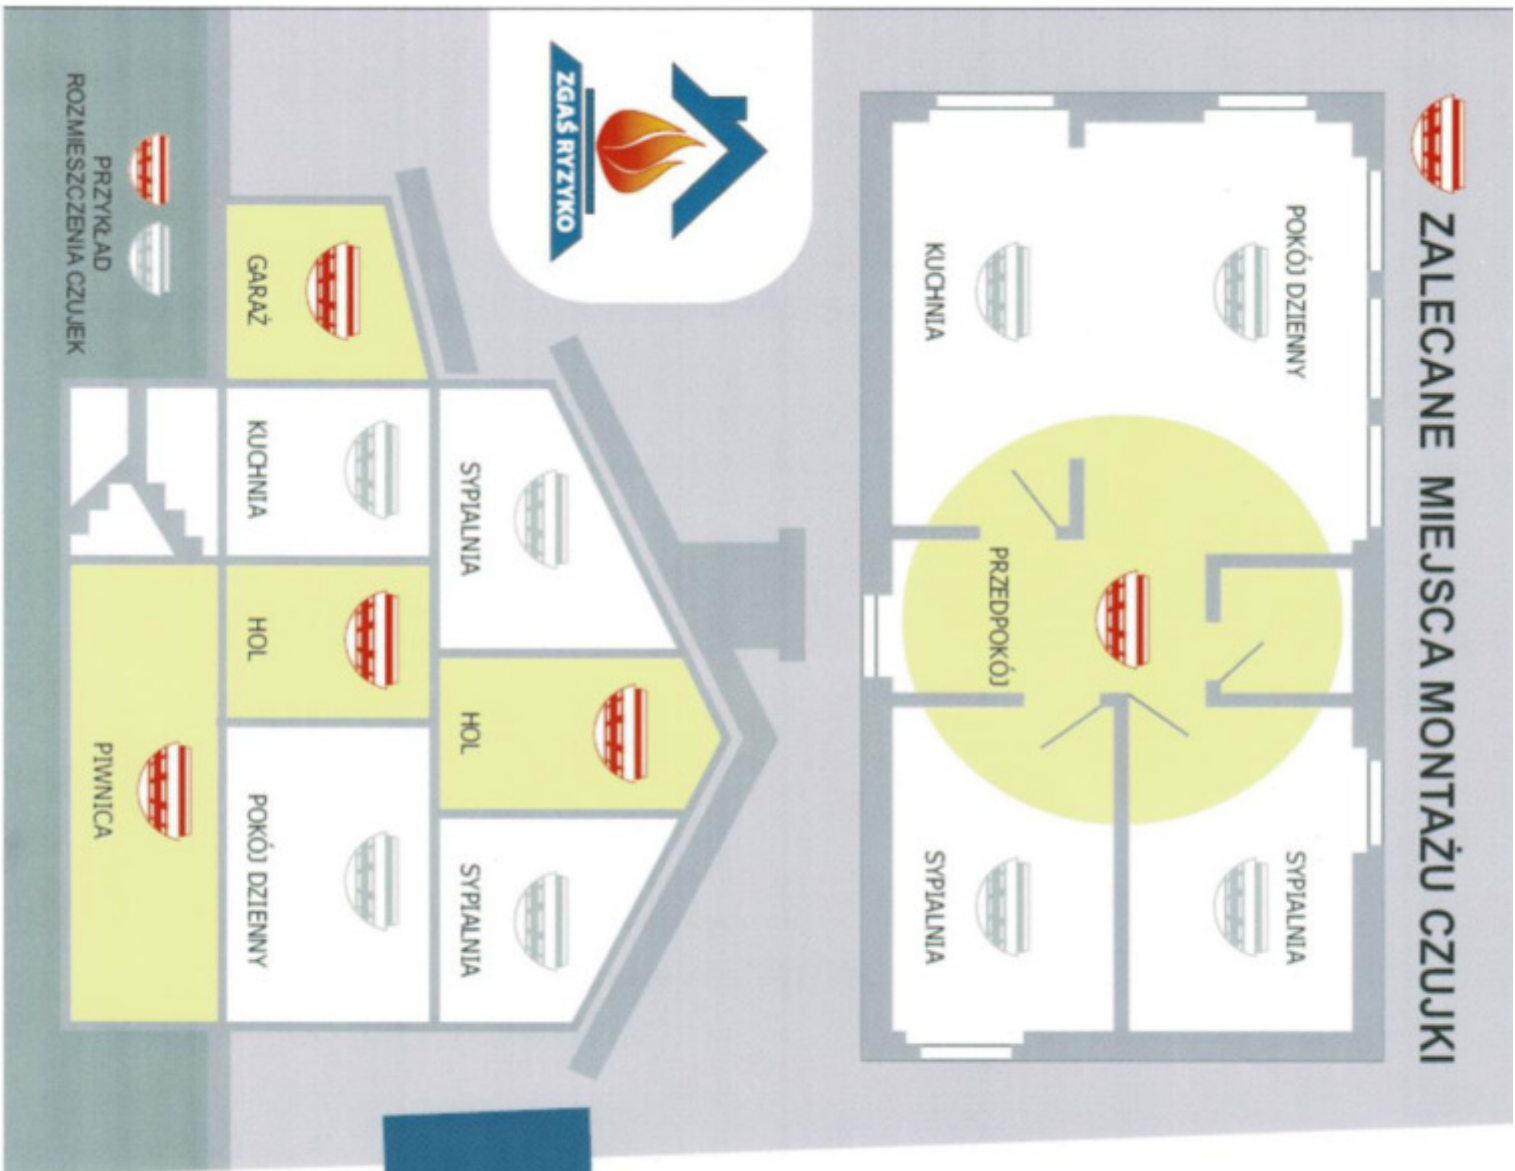 ZALECANE MIEJSCA MONTAŻU CZUJKI
POKÓJ DZIENNY
SYPIALNIA
PRZEDPOKÓJ
KUCHNIA
SYPIALNIA
ZGAŚ RYZYKO
SYPIALNIA
HOL
SYPIALNIA
GARAŻ
KUCHNIA
HOL
POKÓJ DZIENNY
PIWNICA
PRZYKŁAD
ROZMIESZCZENIA CZUJEK